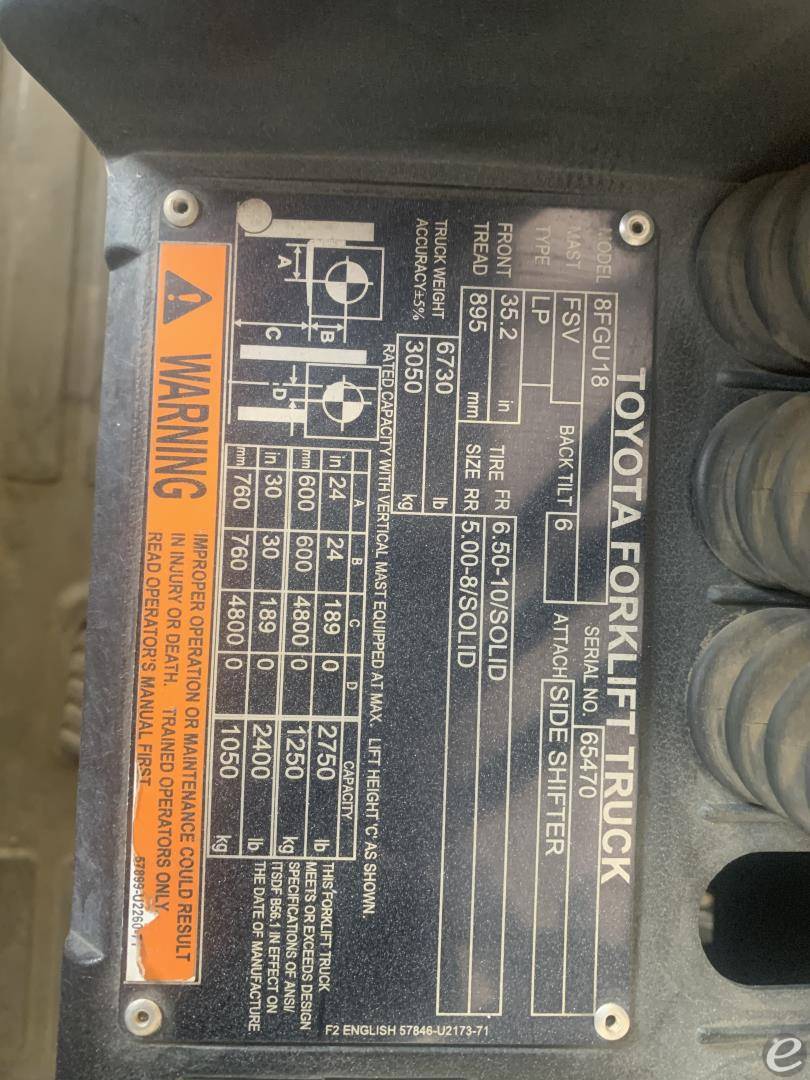 TOYOTA FORKLIFT TRUCK
MODEL 8FGU18 SERIAL NO. 65470
MAST FSV BACK TILT 6 ATTACH SIDE SHIFTER
TYPE LP
FRONT 35.2 in TIRE FR 6.50-10/SOLID
TREAD 895 mm SIZE RR 5.00-8/SOLID
TRUCK WEIGHT 6730 lb
ACCURACY±5% 3050 kg
RATED CAPACITY WITH VERTICAL MAST EQUIPPED AT MAX. LIFT HEIGHT 'C' AS SHOWN.
A B C D CAPACITY
in 24 24 189 0 2750 lb
mm 600 600 4800 0 1250 kg
in 30 30 189 0 2400 lb
mm 760 760 4800 0 1050 kg
A B C D
THIS FORKLIFT TRUCK
MEETS OR EXCEEDS DESIGN
SPECIFICATIONS OF ANSI/
ITSDF B56.1 IN EFFECT ON
THE DATE OF MANUFACTURE
F2 ENGLISH 57846-U2173-71
WARNING
IMPROPER OPERATION OR MAINTENANCE COULD RESULT
IN INJURY OR DEATH. TRAINED OPERATORS ONLY.
READ OPERATOR'S MANUAL FIRST
57899-U2260-71
e